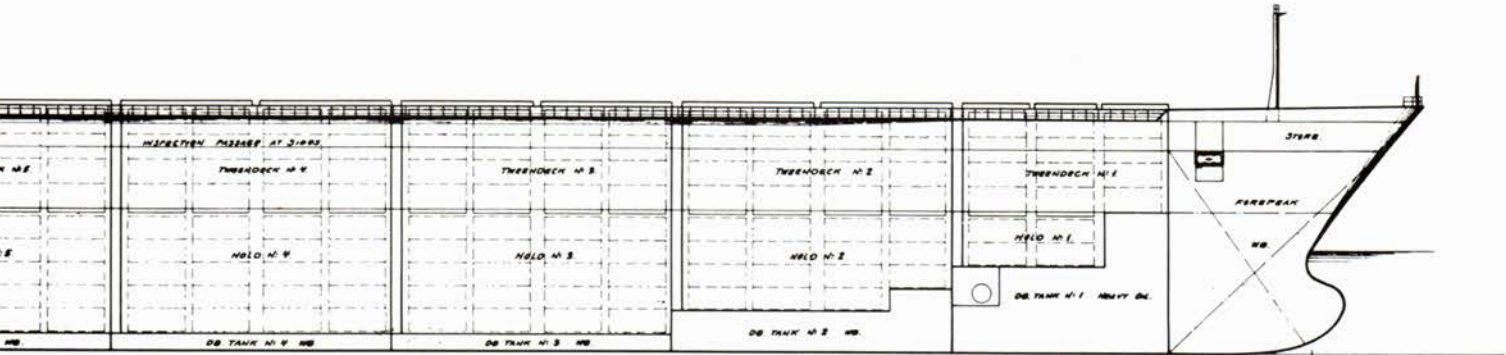 STORE.
INSPECTION PASSAGE AT SIDES
TWEENDECK Nº 4
TWEENDECK Nº 3
TWEENDECK Nº 2
TWEENDECK Nº 1
FOREPEAK
WB.
HOLD Nº 4
HOLD Nº 3
HOLD Nº 2
HOLD Nº 1
DB. TANK Nº 1 HEAVY OIL.
WB.
DB TANK Nº 4 WB
DB TANK Nº 3 WB
DB TANK Nº 2 WB.